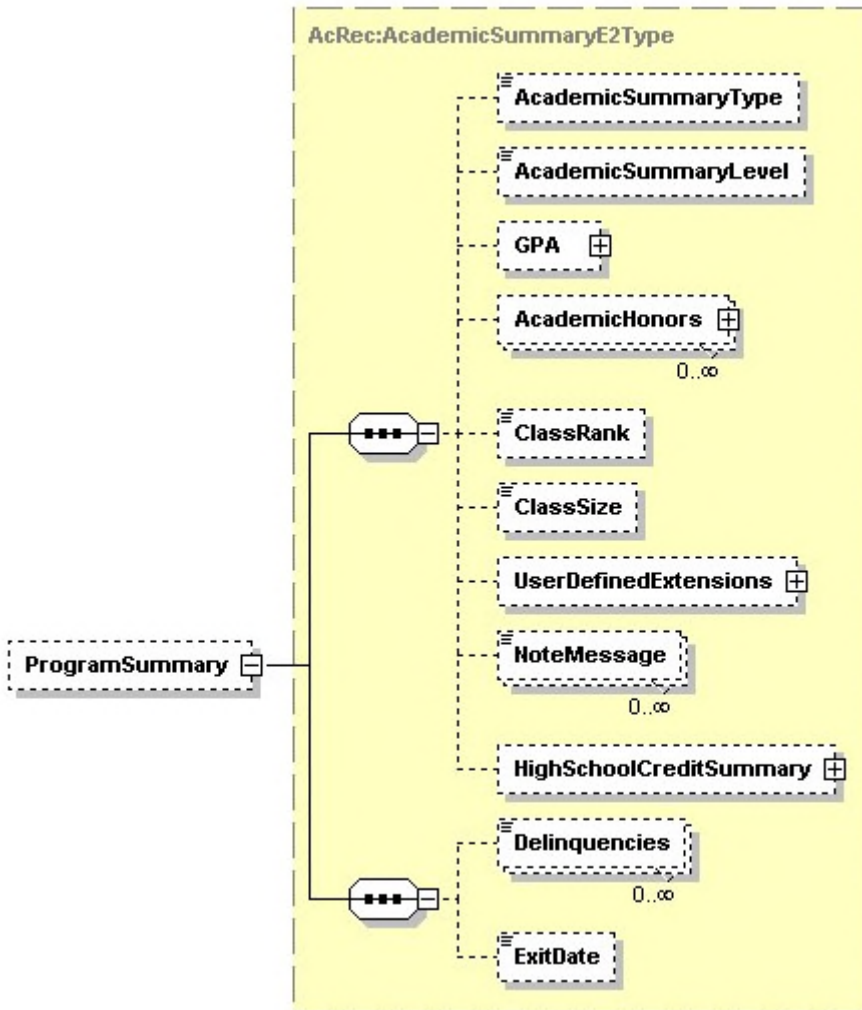 AcRec:AcademicSummaryE2Type
AcademicSummaryType
AcademicSummaryLevel
GPA
AcademicHonors
0..∞
ClassRank
ClassSize
UserDefinedExtensions
ProgramSummary
NoteMessage
0..∞
HighSchoolCreditSummary
Delinquencies
0..∞
ExitDate